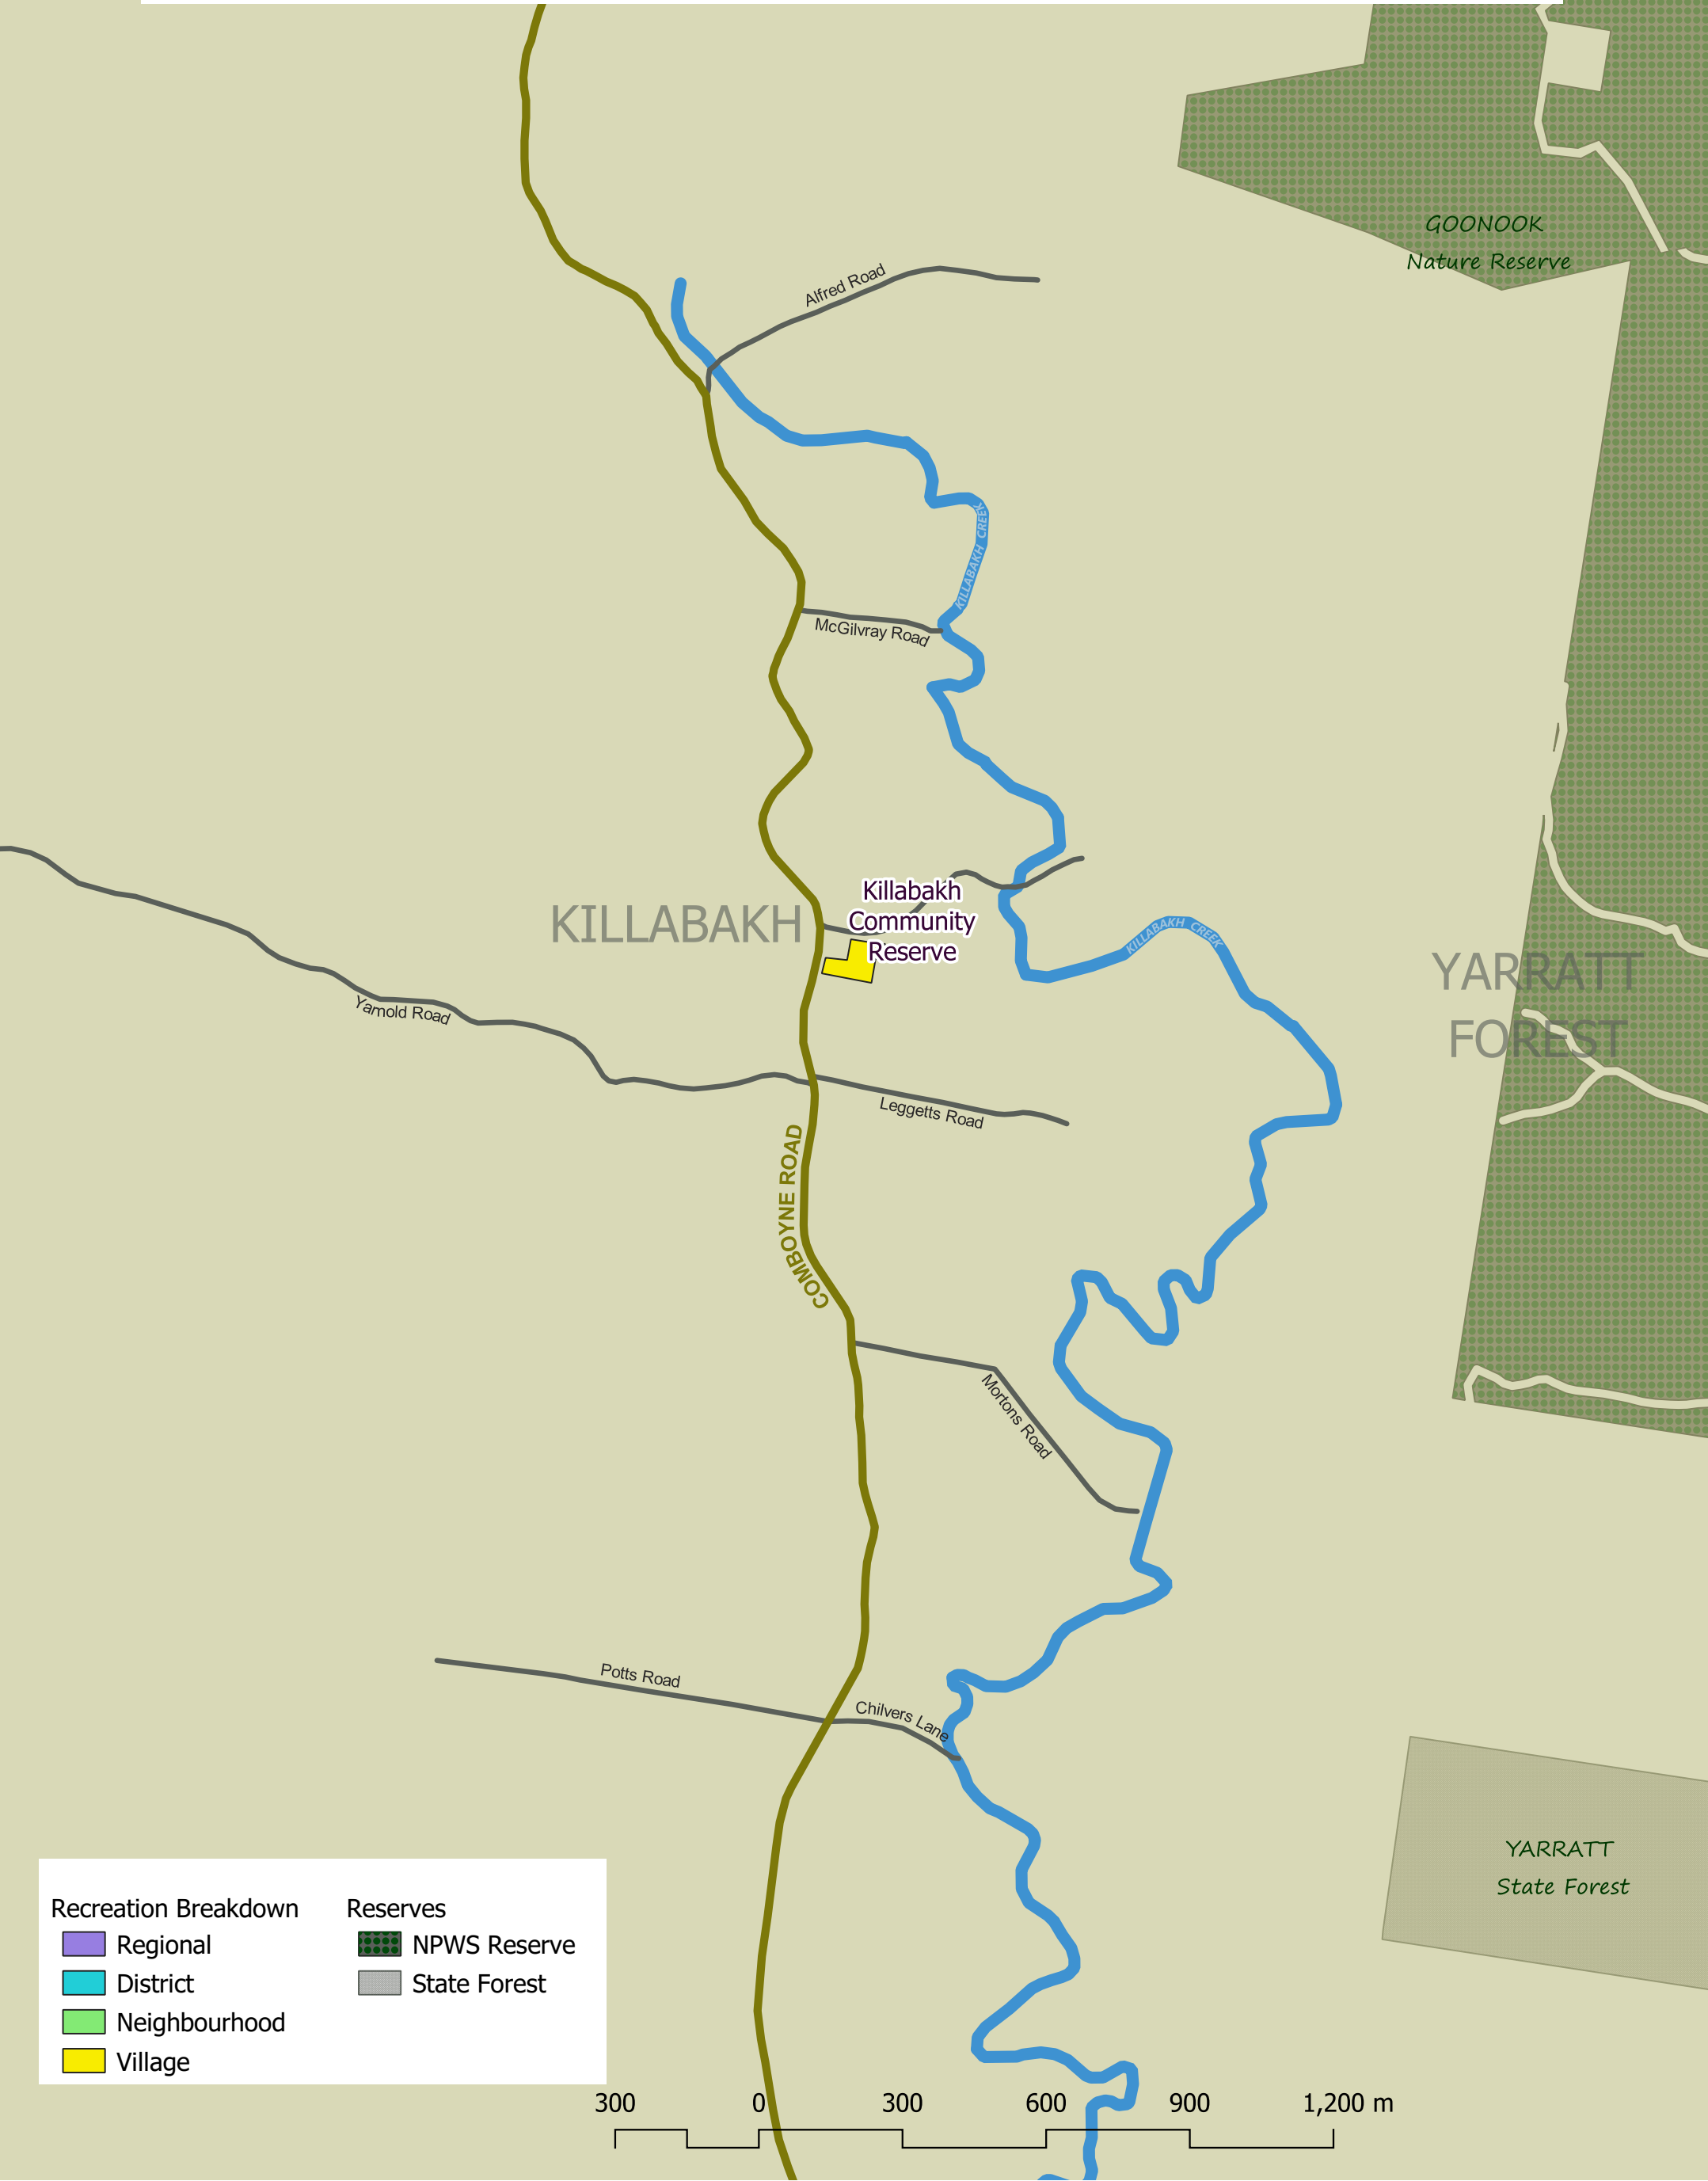 GOONOOK
Nature Reserve
Alfred Road
KILLABAKH CREEK
McGilvray Road
Killabakh
Community
Reserve
KILLABAKH
KILLABAKH CREEK
YARRATT
FOREST
Yarnold Road
Leggetts Road
COMBOYNE ROAD
Mortons Road
Potts Road
Chilvers Lane
YARRATT
State Forest
Recreation Breakdown
Regional
District
Neighbourhood
Village
Reserves
NPWS Reserve
State Forest
300 0 300 600 900 1,200 m